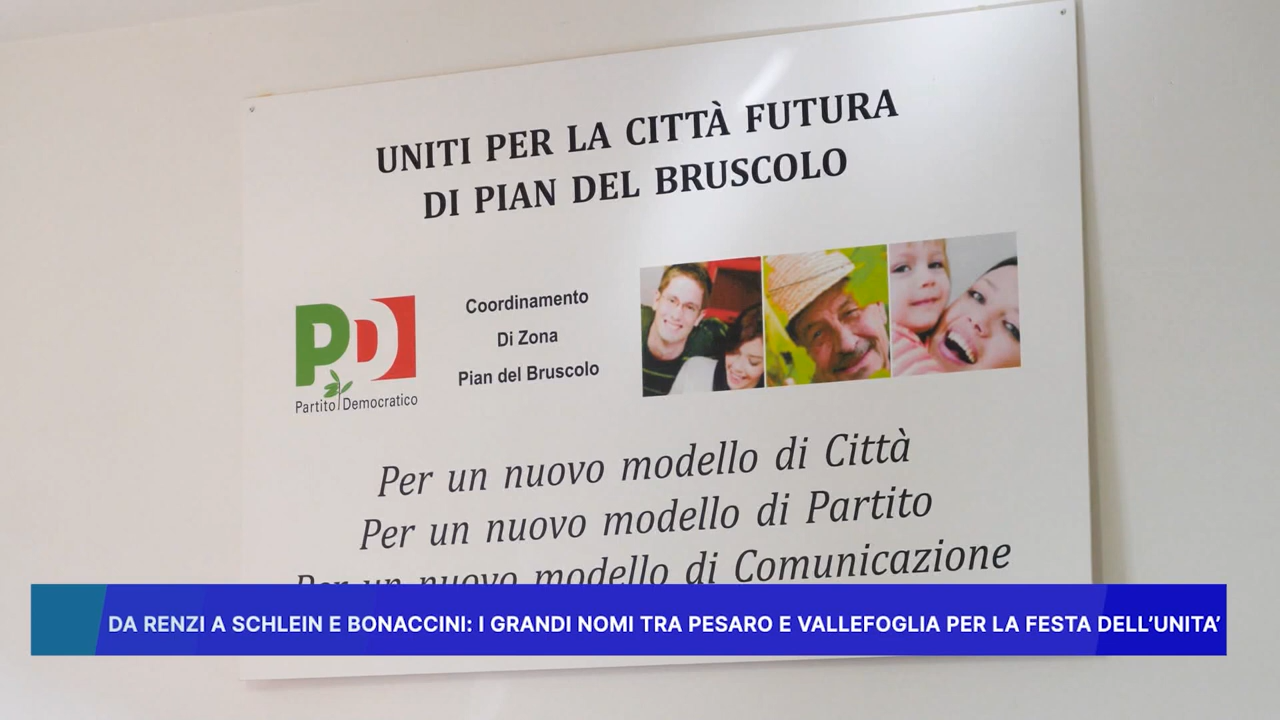 UNITI PER LA CITTÀ FUTURA
DI PIAN DEL BRUSCOLO
PD
Partito Democratico
Coordinamento
Di Zona
Pian del Bruscolo
Per un nuovo modello di Città
Per un nuovo modello di Partito
Per un nuovo modello di Comunicazione
DA RENZI A SCHLEIN E BONACCINI: I GRANDI NOMI TRA PESARO E VALLEFOGLIA PER LA FESTA DELL'UNITA'